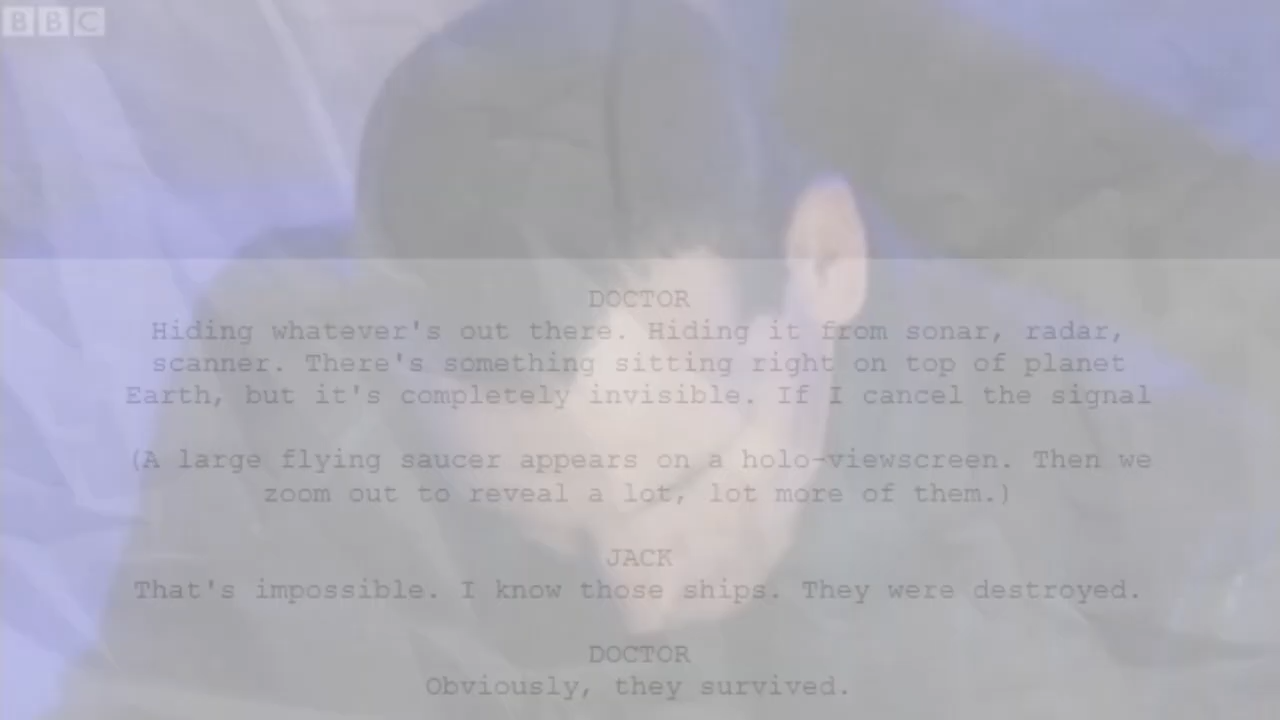 BBC
DOCTOR
Hiding whatever's out there. Hiding it from sonar, radar,
scanner. There's something sitting right on top of planet
Earth, but it's completely invisible. If I cancel the signal
(A large flying saucer appears on a holo-viewscreen. Then we
zoom out to reveal a lot, lot more of them.)
JACK
That's impossible. I know those ships. They were destroyed.
DOCTOR
Obviously, they survived.